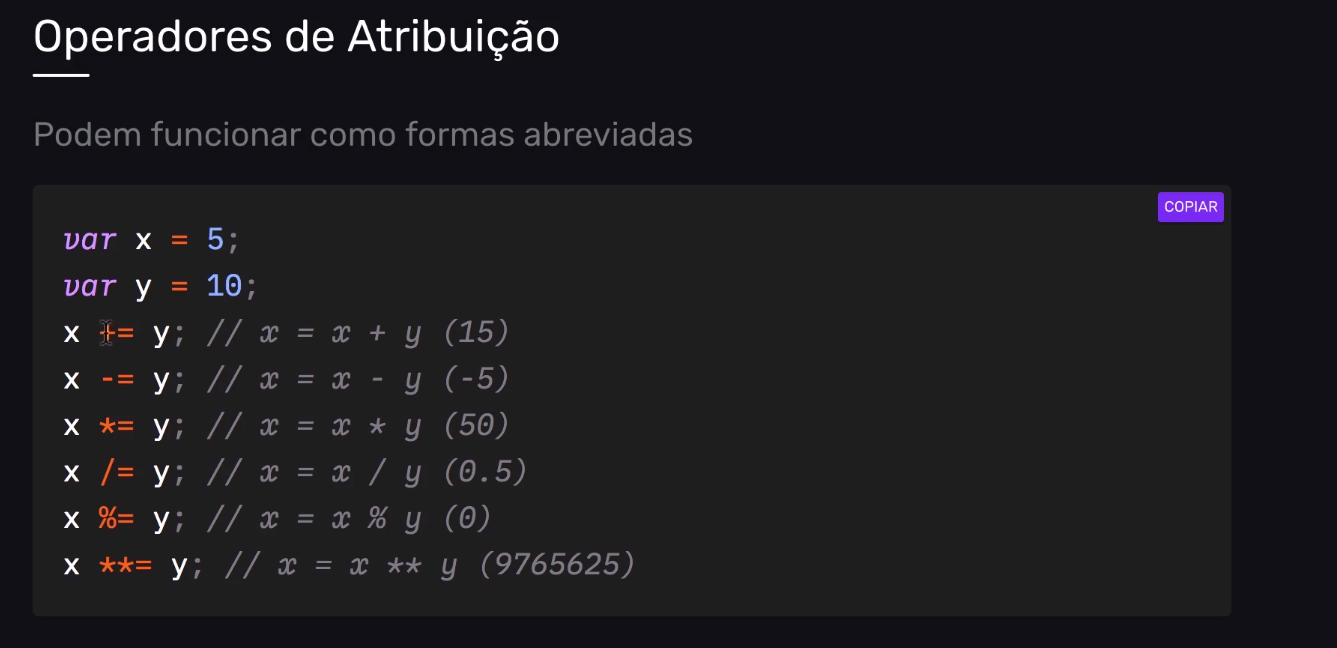 Operadores de Atribuição
Podem funcionar como formas abreviadas
COPIAR
var x = 5;
var y = 10;
x += y; // x = x + y (15)
x -= y; // x = x - y (-5)
x *= y; // x = x * y (50)
x /= y; // x = x / y (0.5)
x %= y; // x = x % y (0)
x **= y; // x = x ** y (9765625)